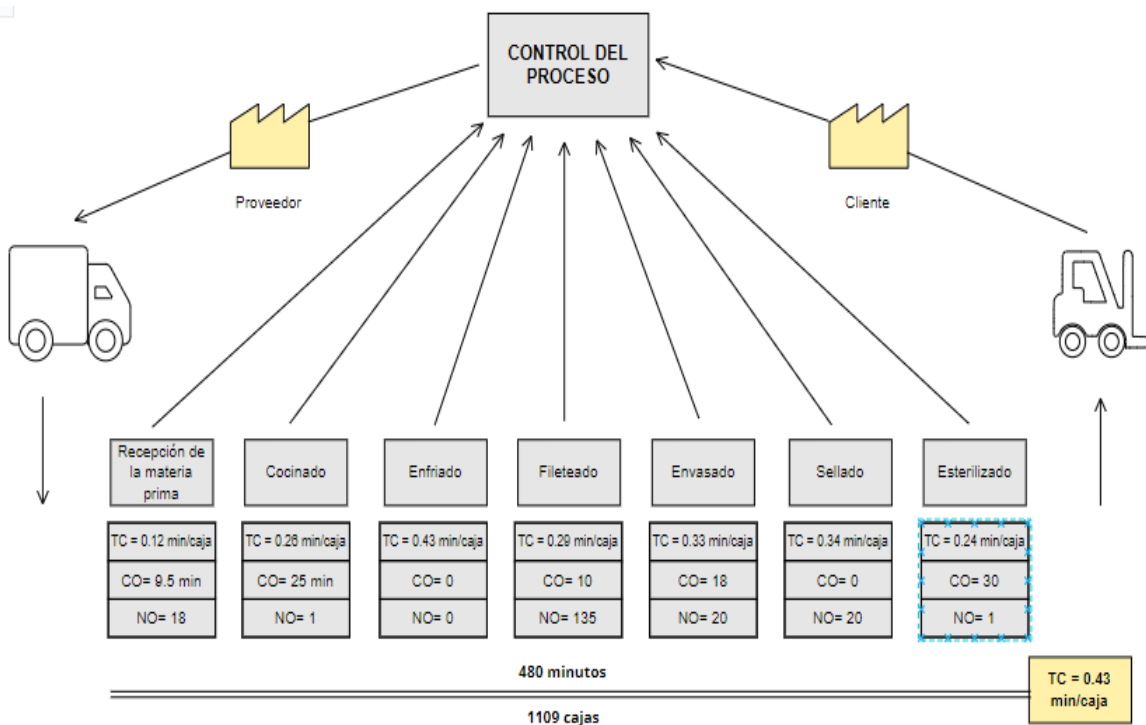 CONTROL DEL
PROCESO
Proveedor
Cliente
Recepción de
la materia
prima
Cocinado
Enfriado
Fileteado
Envasado
Sellado
Esterilizado
TC = 0.12 min/caja
TC = 0.26 min/caja
TC = 0.43 min/caja
TC = 0.29 min/caja
TC = 0.33 min/caja
TC = 0.34 min/caja
TC = 0.24 min/caja
CO= 9.5 min
CO= 25 min
CO= 0
CO= 10
CO= 18
CO= 0
CO= 30
NO= 18
NO= 1
NO= 0
NO= 135
NO= 20
NO= 20
NO= 1
480 minutos
1109 cajas
TC = 0.43
min/caja